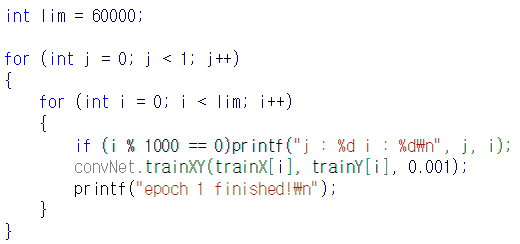 int lim = 60000;
for (int j = 0; j < 1; j++)
{
for (int i = 0; i < lim; i++)
{
if (i % 1000 == 0)printf("j : %d i : %d₩n", j, i);
convNet.trainXY(trainX[i], trainY[i], 0.001);
printf("epoch 1 finished!₩n");
}
}